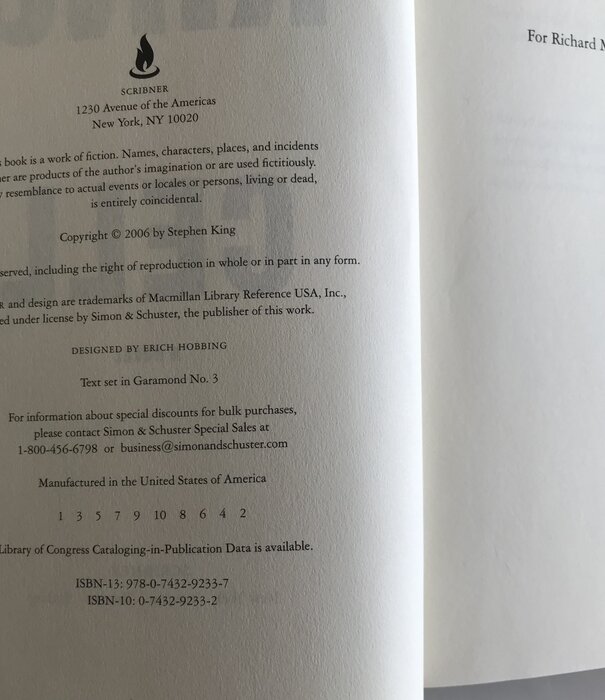 SCRIBNER
1230 Avenue of the Americas
New York, NY 10020
book is a work of fiction. Names, characters, places, and incidents
are products of the author's imagination or are used fictitiously.
resemblance to actual events or locales or persons, living or dead,
is entirely coincidental.
Copyright © 2006 by Stephen King
served, including the right of reproduction in whole or in part in any form.
R and design are trademarks of Macmillan Library Reference USA, Inc.,
ed under license by Simon & Schuster, the publisher of this work.
DESIGNED BY ERICH HOBBING
Text set in Garamond No. 3
For information about special discounts for bulk purchases,
please contact Simon & Schuster Special Sales at
1-800-456-6798 or business@simonandschuster.com
Manufactured in the United States of America
1 3 5 7 9 10 8 6 4 2
Library of Congress Cataloging-in-Publication Data is available.
ISBN-13: 978-0-7432-9233-7
ISBN-10: 0-7432-9233-2
For Richard